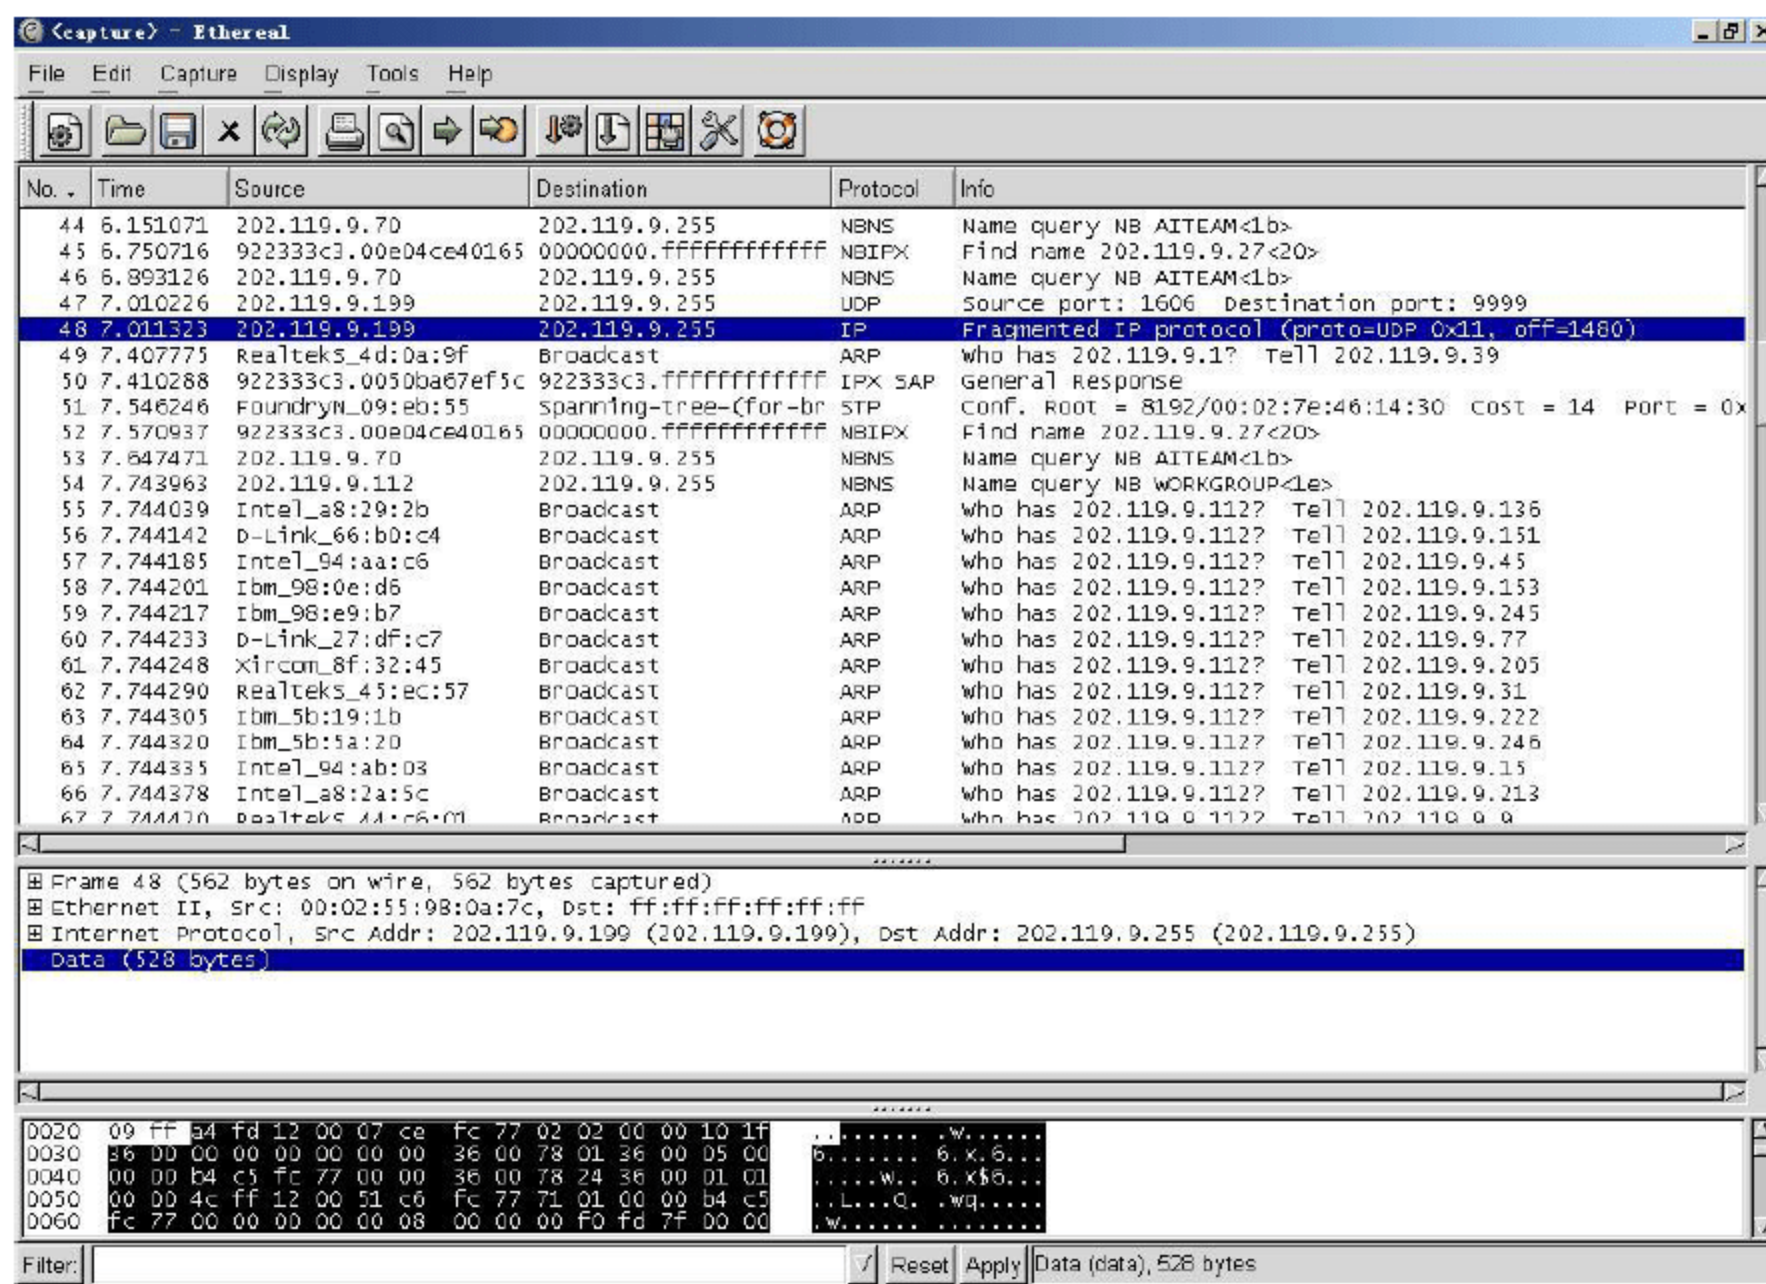 <capture> - Ethereal
File Edit Capture Display Tools Help
No. Time Source Destination Protocol Info
44 6.151071 202.119.9.70 202.119.9.255 NBNS Name query NB AITEAM<1b>
45 6.750716 922333c3.00e04ce40165 00000000.ffffffffffff NBIPX Find name 202.119.9.27<20>
46 6.893126 202.119.9.70 202.119.9.255 NBNS Name query NB AITEAM<1b>
47 7.010226 202.119.9.199 202.119.9.255 UDP Source port: 1606 Destination port: 9999
48 7.011323 202.119.9.199 202.119.9.255 IP Fragmented IP protocol (proto=UDP 0x11, off=1480)
49 7.407775 RealtekS_4d:0a:9f Broadcast ARP Who has 202.119.9.1? Tell 202.119.9.39
50 7.410288 922333c3.0050ba67ef5c 922333c3.ffffffffffff IPX SAP General Response
51 7.546246 FoundryN_09:eb:55 Spanning-tree-(for-br STP Conf. Root = 8192/00:02:7e:46:14:30 Cost = 14 Port = 0x
52 7.570937 922333c3.00e04ce40165 00000000.ffffffffffff NBIPX Find name 202.119.9.27<20>
53 7.647471 202.119.9.70 202.119.9.255 NBNS Name query NB AITEAM<1b>
54 7.743963 202.119.9.112 202.119.9.255 NBNS Name query NB WORKGROUP<1e>
55 7.744039 Intel_a8:29:2b Broadcast ARP Who has 202.119.9.112? Tell 202.119.9.136
56 7.744142 D-Link_66:b0:c4 Broadcast ARP Who has 202.119.9.112? Tell 202.119.9.151
57 7.744185 Intel_94:aa:c6 Broadcast ARP Who has 202.119.9.112? Tell 202.119.9.45
58 7.744201 Ibm_98:0e:d6 Broadcast ARP Who has 202.119.9.112? Tell 202.119.9.153
59 7.744217 Ibm_98:e9:b7 Broadcast ARP Who has 202.119.9.112? Tell 202.119.9.245
60 7.744233 D-Link_27:df:c7 Broadcast ARP Who has 202.119.9.112? Tell 202.119.9.77
61 7.744248 Xircom_8f:32:45 Broadcast ARP Who has 202.119.9.112? Tell 202.119.9.205
62 7.744290 RealtekS_45:ec:57 Broadcast ARP Who has 202.119.9.112? Tell 202.119.9.31
63 7.744305 Ibm_5b:19:1b Broadcast ARP Who has 202.119.9.112? Tell 202.119.9.222
64 7.744320 Ibm_5b:5a:20 Broadcast ARP Who has 202.119.9.112? Tell 202.119.9.246
65 7.744335 Intel_94:ab:03 Broadcast ARP Who has 202.119.9.112? Tell 202.119.9.15
66 7.744378 Intel_a8:2a:5c Broadcast ARP Who has 202.119.9.112? Tell 202.119.9.213
67 7.744420 RealtekS_44:c6:01 Broadcast ARP Who has 202.119.9.112? Tell 202.119.9.9
Frame 48 (562 bytes on wire, 562 bytes captured)
Ethernet II, Src: 00:02:55:98:0a:7c, Dst: ff:ff:ff:ff:ff:ff
Internet Protocol, Src Addr: 202.119.9.199 (202.119.9.199), Dst Addr: 202.119.9.255 (202.119.9.255)
Data (528 bytes)
0020 09 ff a4 fd 12 00 07 ce fc 77 02 02 00 00 10 1f ........ .w......
0030 36 00 00 00 00 00 00 00 36 00 78 01 36 00 05 00 6....... 6.x.6...
0040 00 00 b4 c5 fc 77 00 00 36 00 78 24 36 00 01 01 .....w.. 6.x$6...
0050 00 00 4c ff 12 00 51 c6 fc 77 71 01 00 00 b4 c5 ..L...Q. .wq.....
0060 fc 77 00 00 00 00 00 08 00 00 00 f0 fd 7f 00 00 .w...... ........
Filter: Reset Apply Data (data), 528 bytes